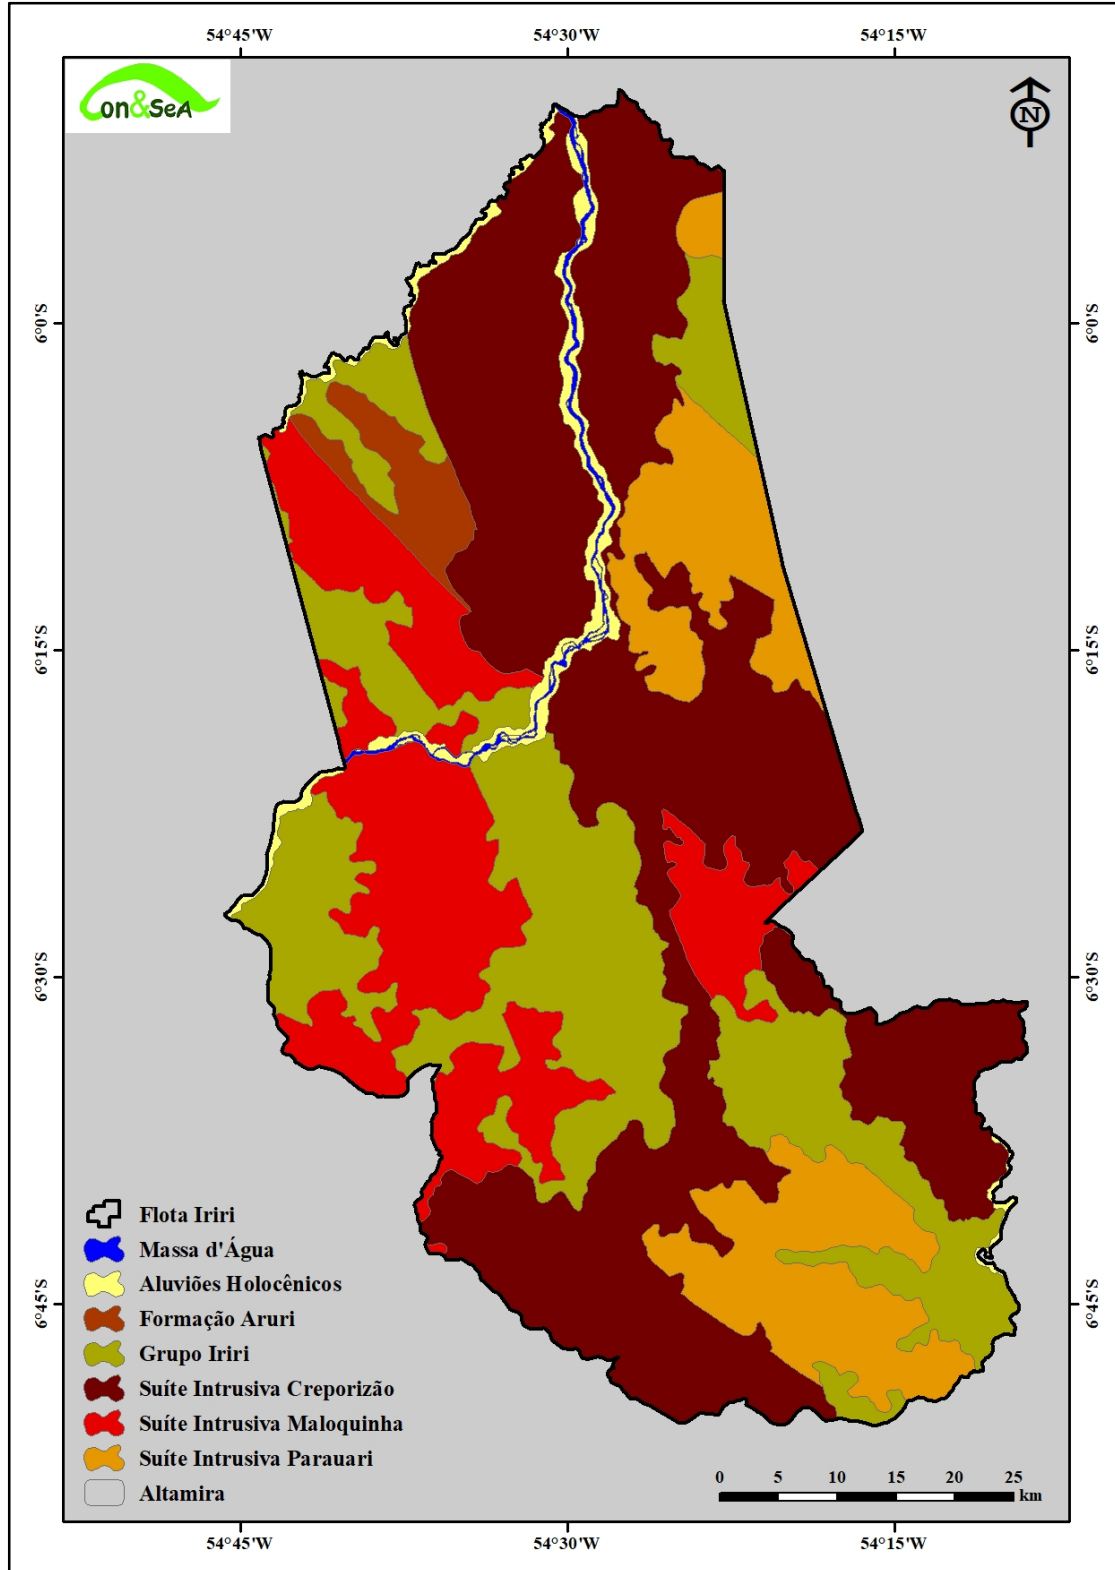 54°45'W 54°30'W 54°15'W
on&SeA
N
6°0'S 6°0'S
6°15'S 6°15'S
6°30'S 6°30'S
6°45'S 6°45'S
Flota Iriri
Massa d'Água
Aluviões Holocênicos
Formação Aruri
Grupo Iriri
Suíte Intrusiva Creporizão
Suíte Intrusiva Maloquinha
Suíte Intrusiva Parauari
Altamira
0 5 10 15 20 25
km
54°45'W 54°30'W 54°15'W